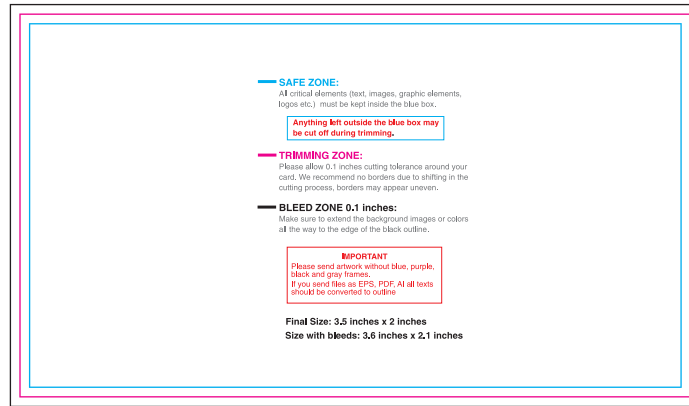 SAFE ZONE:
All critical elements (text, images, graphic elements,
logos etc.) must be kept inside the blue box.
Anything left outside the blue box may
be cut off during trimming.
TRIMMING ZONE:
Please allow 0.1 inches cutting tolerance around your
card. We recommend no borders due to shifting in the
cutting process, borders may appear uneven.
BLEED ZONE 0.1 inches:
Make sure to extend the background images or colors
all the way to the edge of the black outline.
IMPORTANT
Please send artwork without blue, purple,
black and gray frames.
If you send files as EPS, PDF, AI all texts
should be converted to outline
Final Size: 3.5 inches x 2 inches
Size with bleeds: 3.6 inches x 2.1 inches